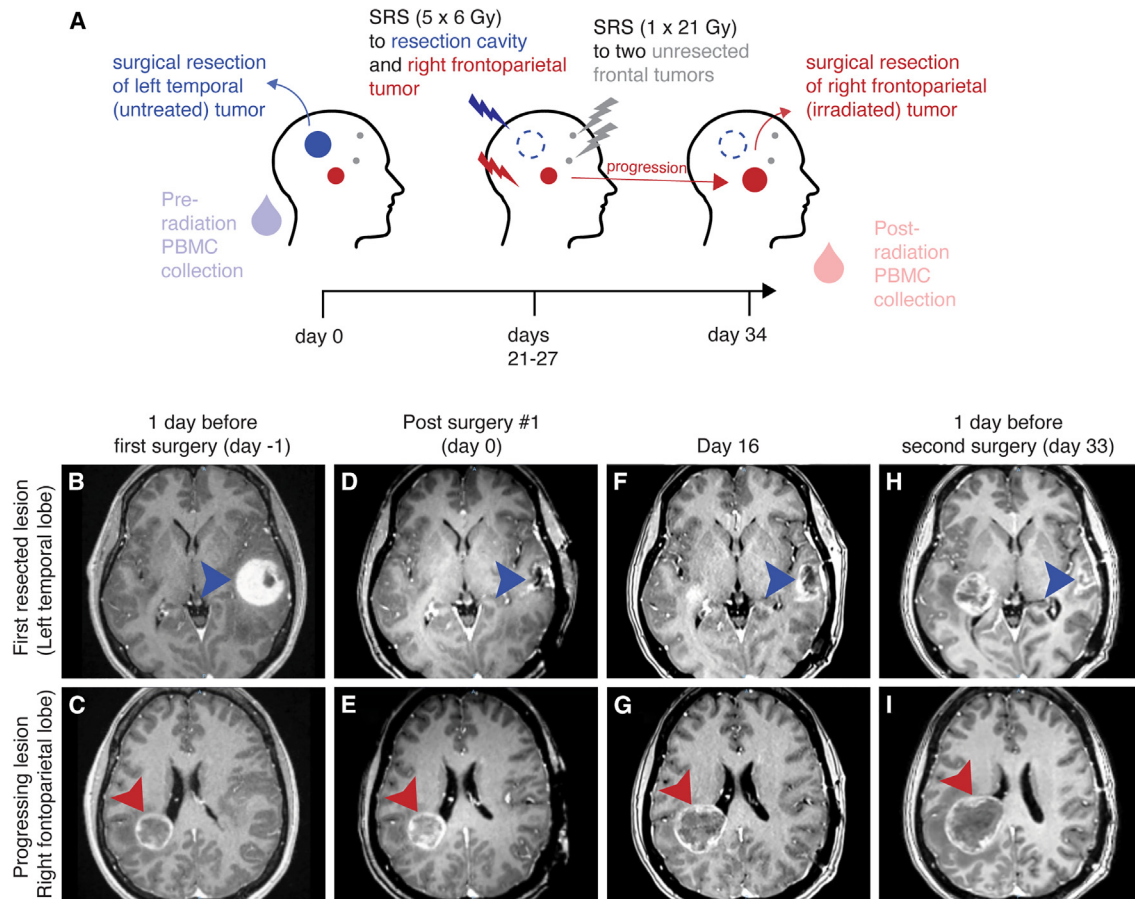 A
SRS (5 x 6 Gy)
to resection cavity
and right frontoparietal
tumor
SRS (1 x 21 Gy)
to two unresected
frontal tumors
surgical resection
of left temporal
(untreated) tumor
surgical resection
of right frontoparietal
(irradiated) tumor
progression
Pre-
radiation
PBMC
collection
Post-
radiation
PBMC
collection
day 0
days
21-27
day 34
1 day before
first surgery (day -1)
Post surgery #1
(day 0)
Day 16
1 day before
second surgery (day 33)
First resected lesion
(Left temporal lobe)
B
D
F
H
Progressing lesion
Right fontoparietal lobe)
C
E
G
I